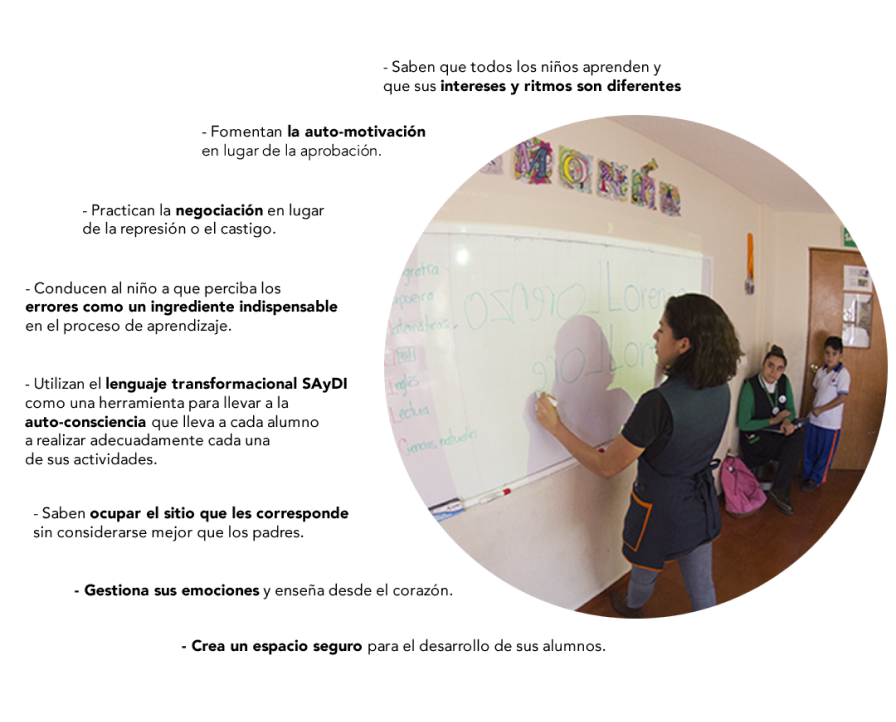 - Saben que todos los niños aprenden y
que sus intereses y ritmos son diferentes
- Fomentan la auto-motivación
en lugar de la aprobación.
- Practican la negociación en lugar
de la represión o el castigo.
- Conducen al niño a que perciba los
errores como un ingrediente indispensable
en el proceso de aprendizaje.
- Utilizan el lenguaje transformacional SAyDI
como una herramienta para llevar a la
auto-consciencia que lleva a cada alumno
a realizar adecuadamente cada una
de sus actividades.
- Saben ocupar el sitio que les corresponde
sin considerarse mejor que los padres.
- Gestiona sus emociones y enseña desde el corazón.
- Crea un espacio seguro para el desarrollo de sus alumnos.
MONÍA
Inglés
Lectura
Ciencias naturales